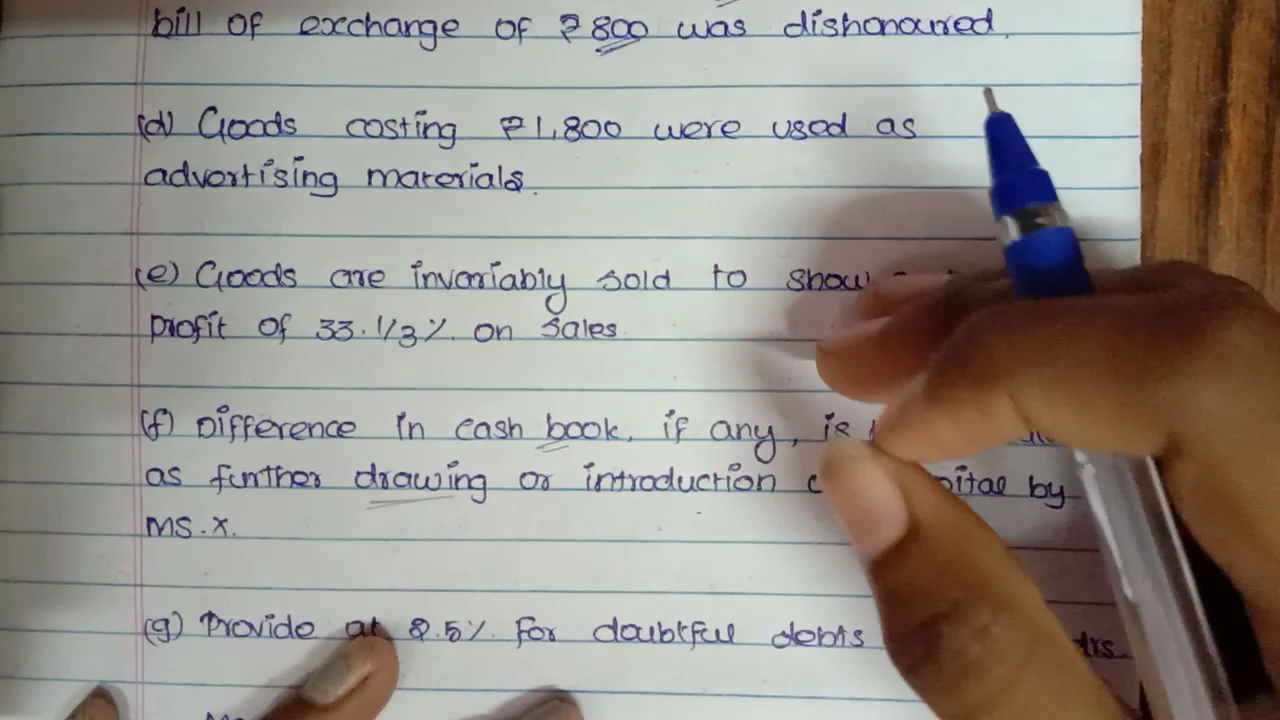 bill of exchange of ₹800 was dishonoured.
(d) Goods costing ₹1,800 were used as
advertising materials.
(e) Goods are invariably sold to show
profit of 33.1/3% on sales.
(f) Difference in cash book, if any, is
as further drawing or introduction by
MS.X.
(g) Provide at 2.5% for doubtful debts